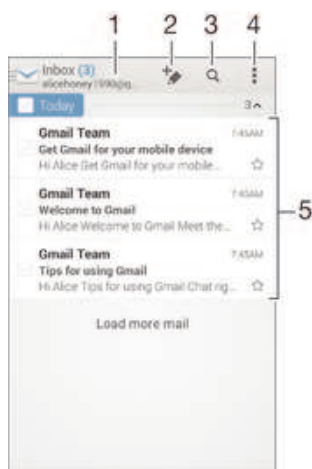 1 2 3 4
Inbox (3)
Today 3
Gmail Team 7:45AM
Get Gmail for your mobile device
Hi Alice Get Gmail for your mobile...
Gmail Team 7:45AM
Welcome to Gmail
Hi Alice Welcome to Gmail Meet the...
5
Gmail Team 7:45AM
Tips for using Gmail
Hi Alice Tips for using Gmail Chat rig...
Load more mail